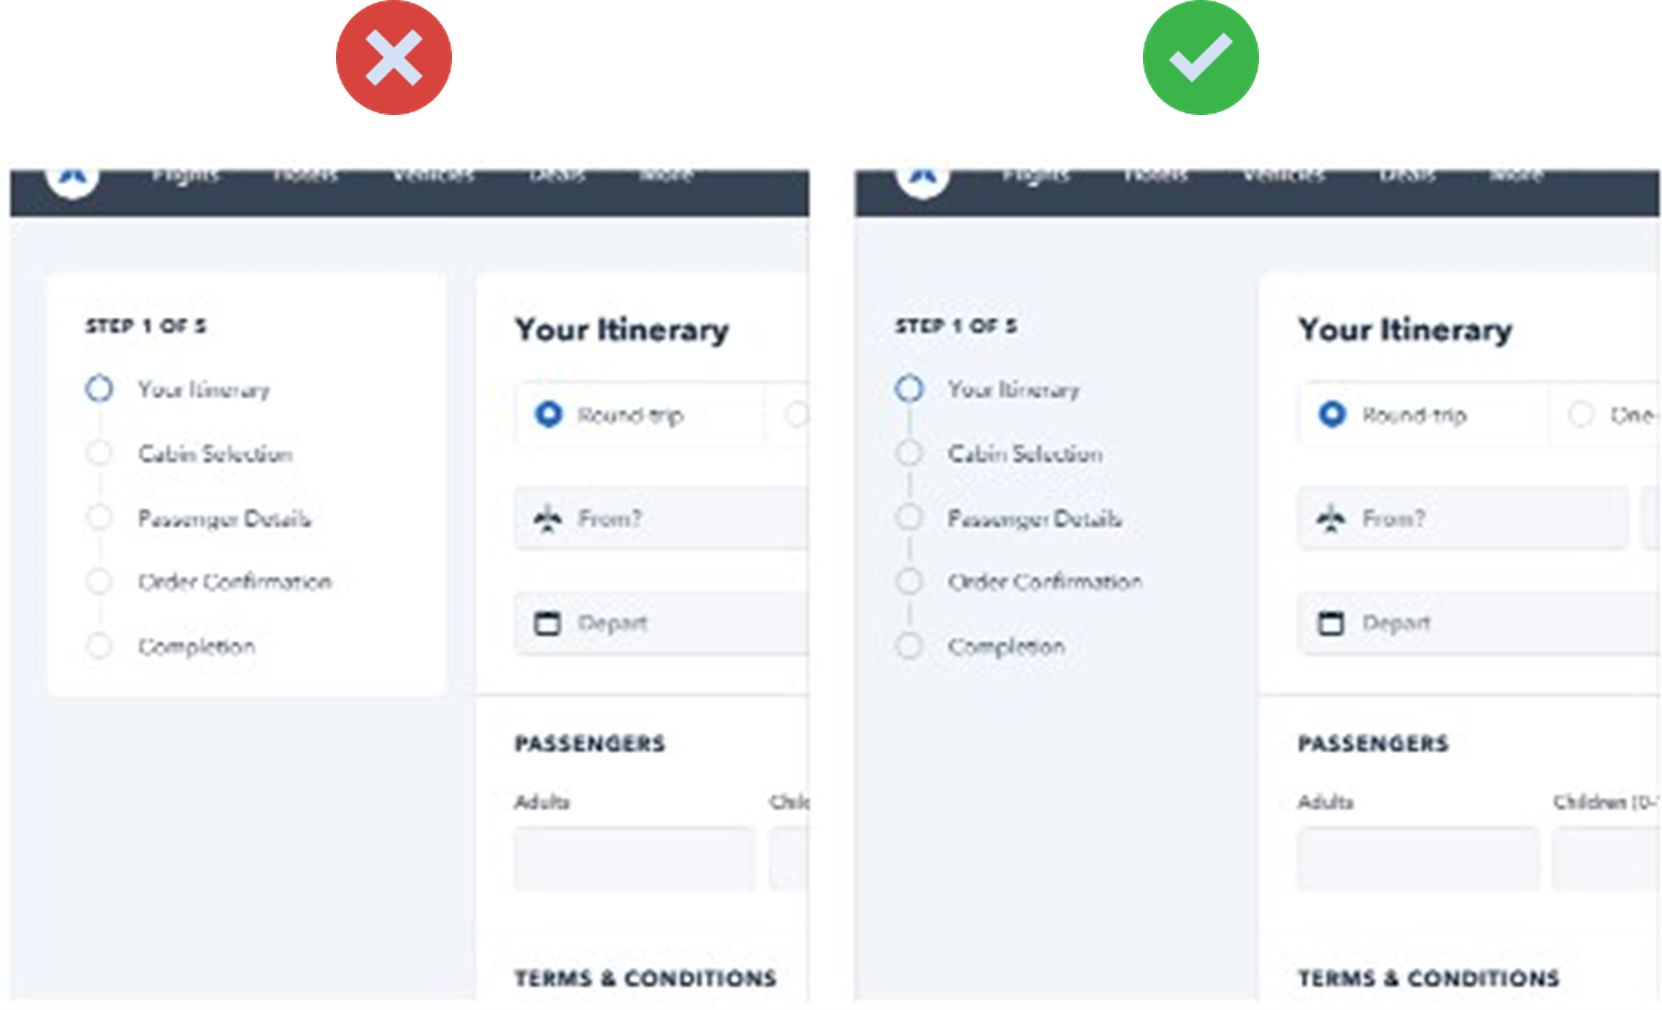 Flights Hotels Vehicles Deals More
STEP 1 OF 5
Your Itinerary
Cabin Selection
Passenger Details
Order Confirmation
Completion
Your Itinerary
Round-trip
From?
Depart
PASSENGERS
Adults
TERMS & CONDITIONS
Flights Hotels Vehicles Deals More
STEP 1 OF 5
Your Itinerary
Cabin Selection
Passenger Details
Order Confirmation
Completion
Your Itinerary
Round-trip One-
From?
Depart
PASSENGERS
Adults Children (0-
TERMS & CONDITIONS